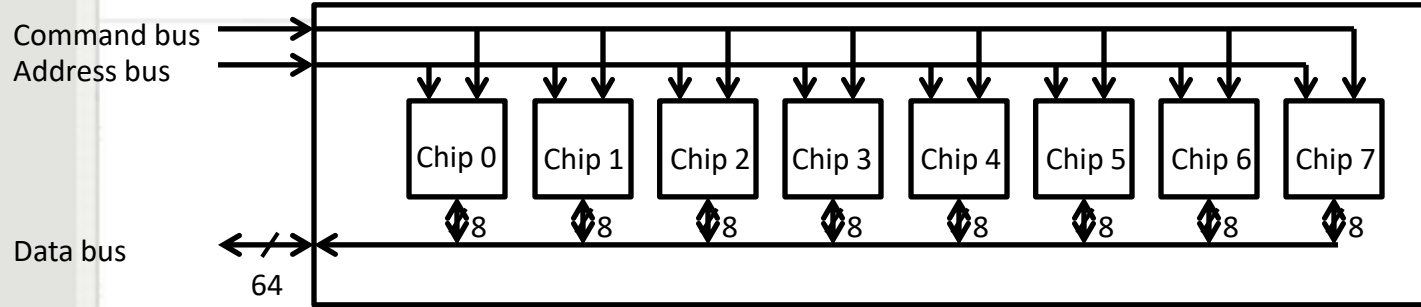 Command bus
Address bus
Chip 0 Chip 1 Chip 2 Chip 3 Chip 4 Chip 5 Chip 6 Chip 7
8 8 8 8 8 8 8 8
Data bus
64